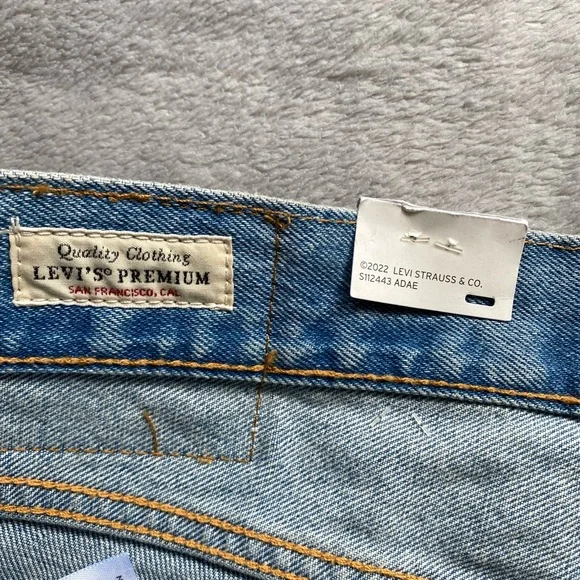 Quality Clothing
LEVI'S® PREMIUM
SAN FRANCISCO, CAL
©2022 LEVI STRAUSS & CO.
S112443 ADAE